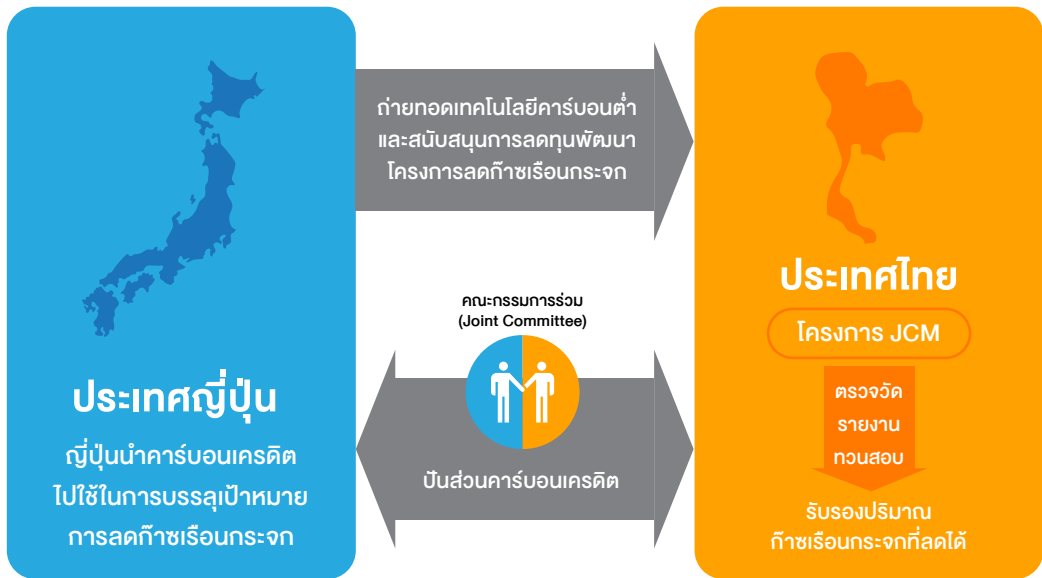 ถ่ายทอดเทคโนโลยีคาร์บอนต่ำ
และสนับสนุนการลดทุนพัฒนา
โครงการลดก๊าซเรือนกระจก
คณะกรรมการร่วม
(Joint Committee)
ปันส่วนคาร์บอนเครดิต
ประเทศญี่ปุ่น
ญี่ปุ่นนำคาร์บอนเครดิต
ไปใช้ในการบรรลุเป้าหมาย
การลดก๊าซเรือนกระจก
ประเทศไทย
โครงการ JCM
ตรวจวัด
รายงาน
ทวนสอบ
รับรองปริมาณ
ก๊าซเรือนกระจกที่ลดได้